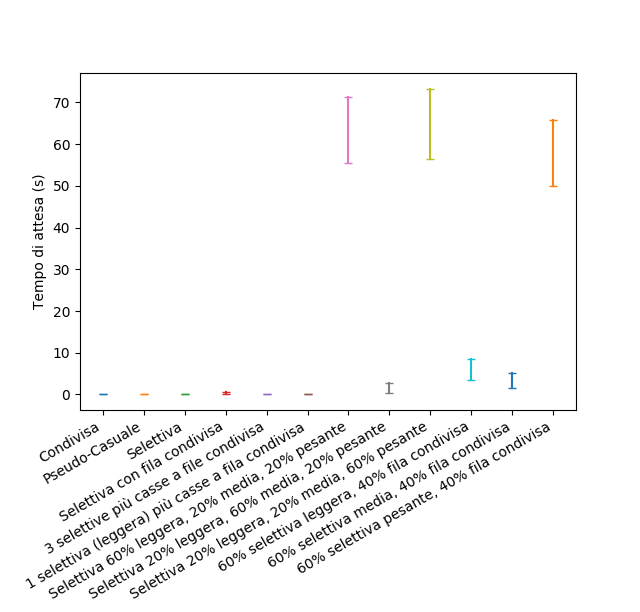 Tempo di attesa (s)
70
60
50
40
30
20
10
0
Condivisa
Pseudo-Casuale
Selettiva
Selettiva con fila condivisa
3 selettive più casse a file condivisa
1 selettiva (leggera) più casse a fila condivisa
Selettiva 60% leggera, 20% media, 20% pesante
Selettiva 20% leggera, 60% media, 20% pesante
Selettiva 20% leggera, 20% media, 60% pesante
60% selettiva leggera, 40% fila condivisa
60% selettiva media, 40% fila condivisa
60% selettiva pesante, 40% fila condivisa